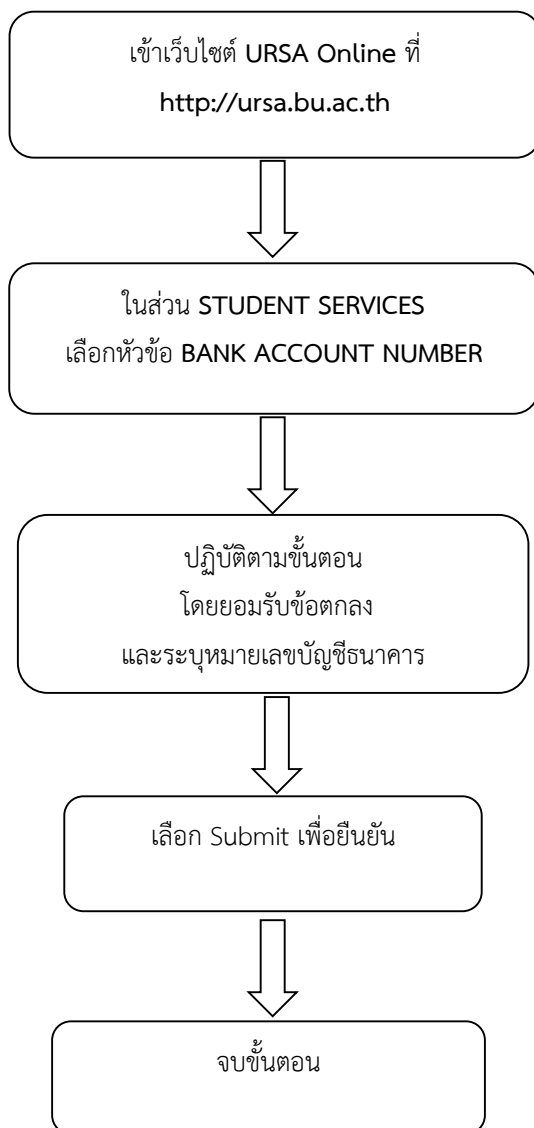 เข้าเว็บไซต์ URSA Online ที่
http://ursa.bu.ac.th
ในส่วน STUDENT SERVICES
เลือกหัวข้อ BANK ACCOUNT NUMBER
ปฏิบัติตามขั้นตอน
โดยยอมรับข้อตกลง
และระบุหมายเลขบัญชีธนาคาร
เลือก Submit เพื่อยืนยัน
จบขั้นตอน